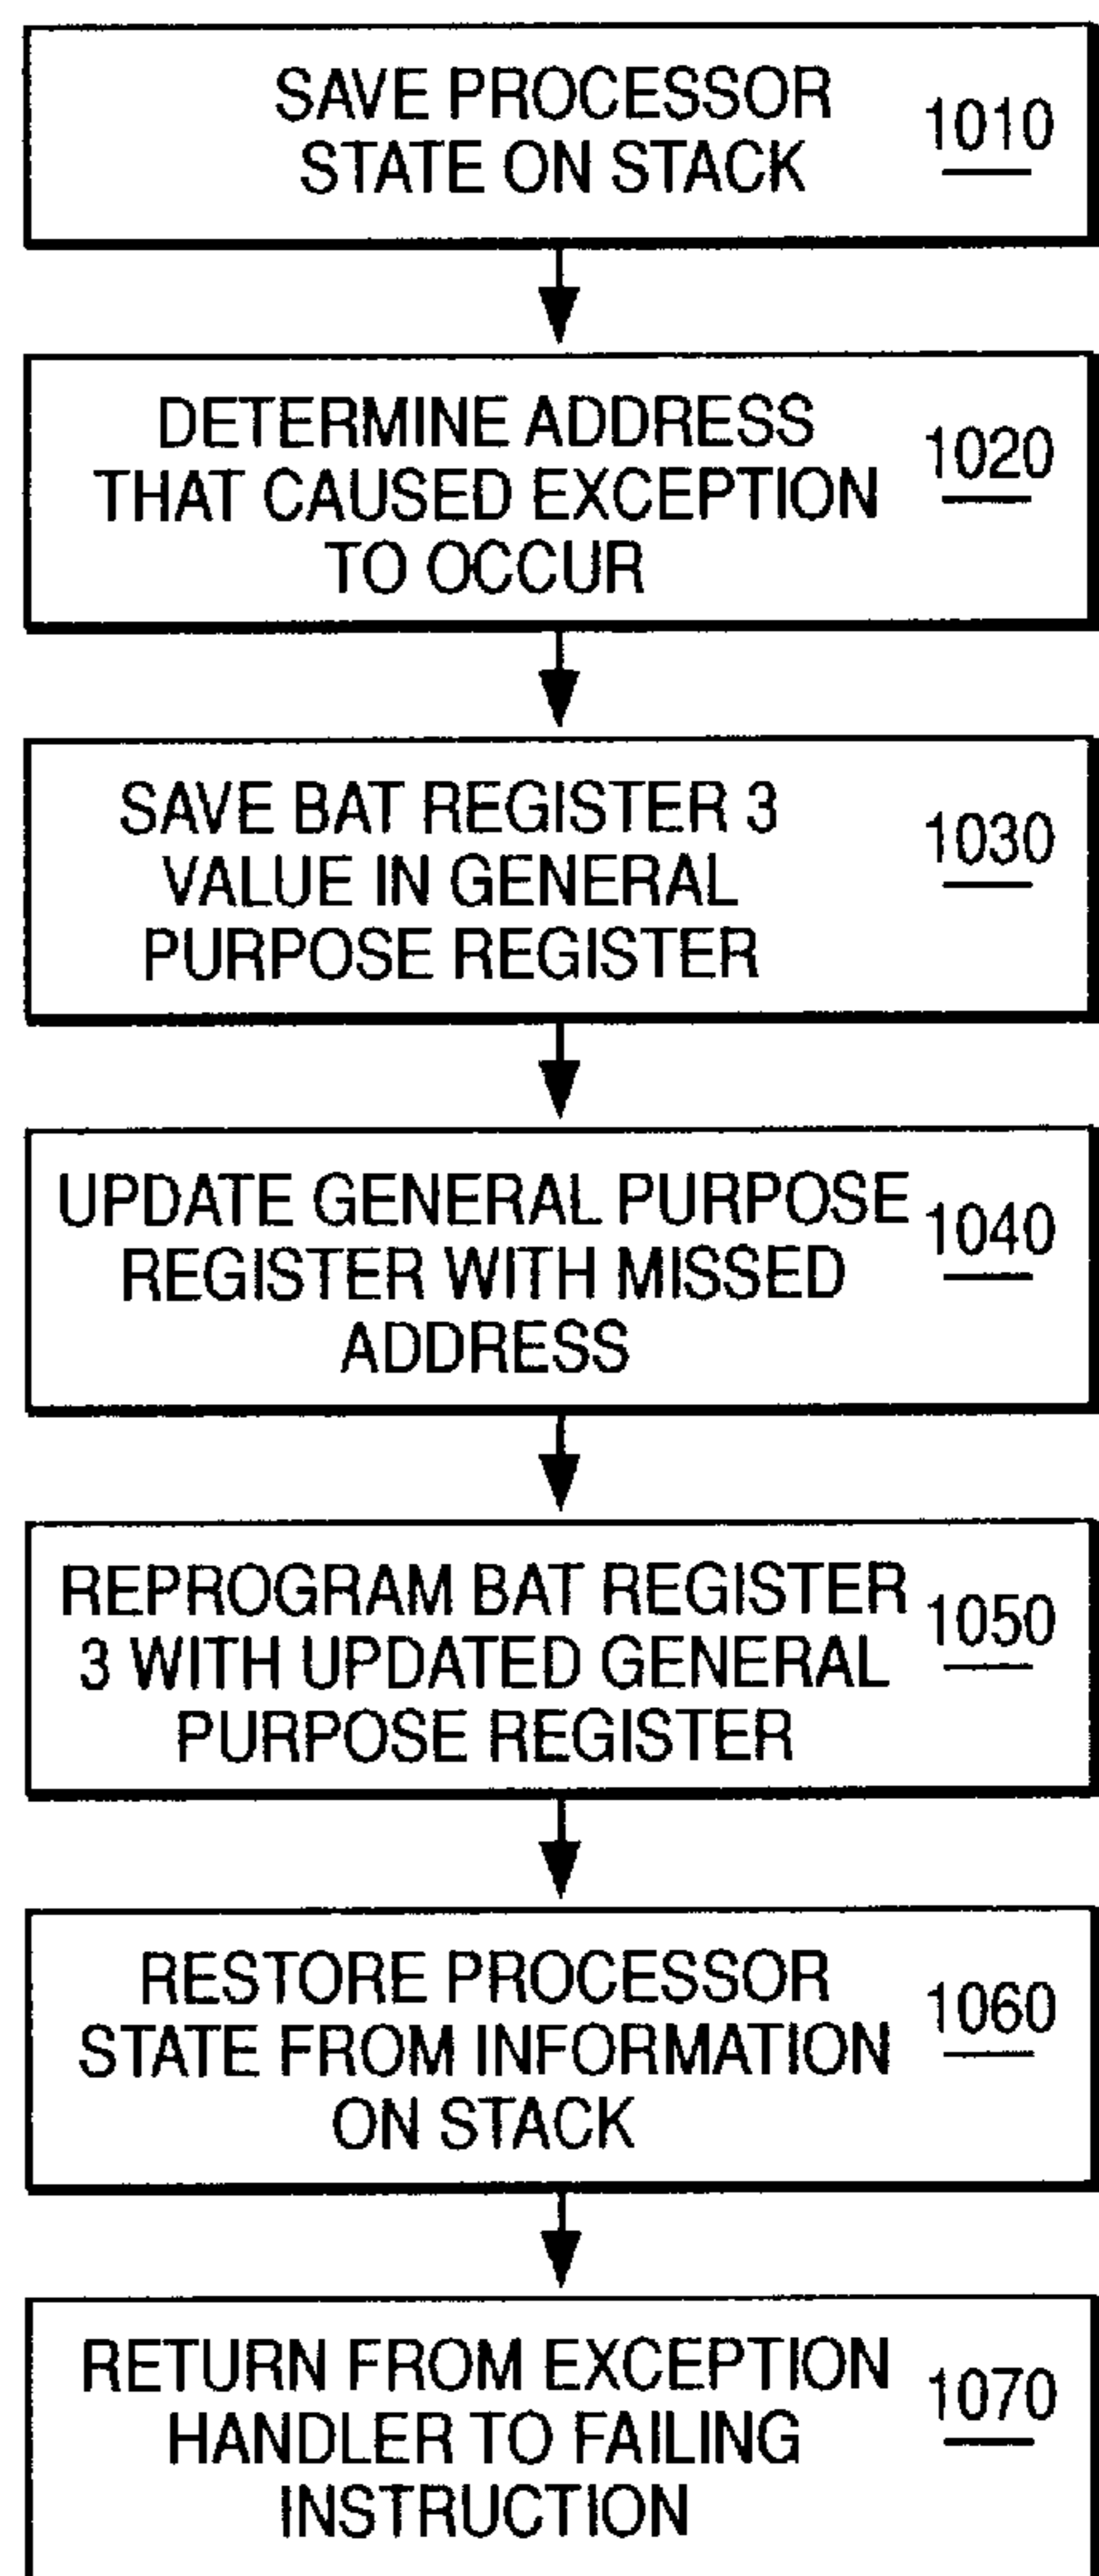 SAVE PROCESSOR
STATE ON STACK
1010
DETERMINE ADDRESS
THAT CAUSED EXCEPTION
TO OCCUR
1020
SAVE BAT REGISTER 3
VALUE IN GENERAL
PURPOSE REGISTER
1030
UPDATE GENERAL PURPOSE
REGISTER WITH MISSED
ADDRESS
1040
REPROGRAM BAT REGISTER
3 WITH UPDATED GENERAL
PURPOSE REGISTER
1050
RESTORE PROCESSOR
STATE FROM INFORMATION
ON STACK
1060
RETURN FROM EXCEPTION
HANDLER TO FAILING
INSTRUCTION
1070